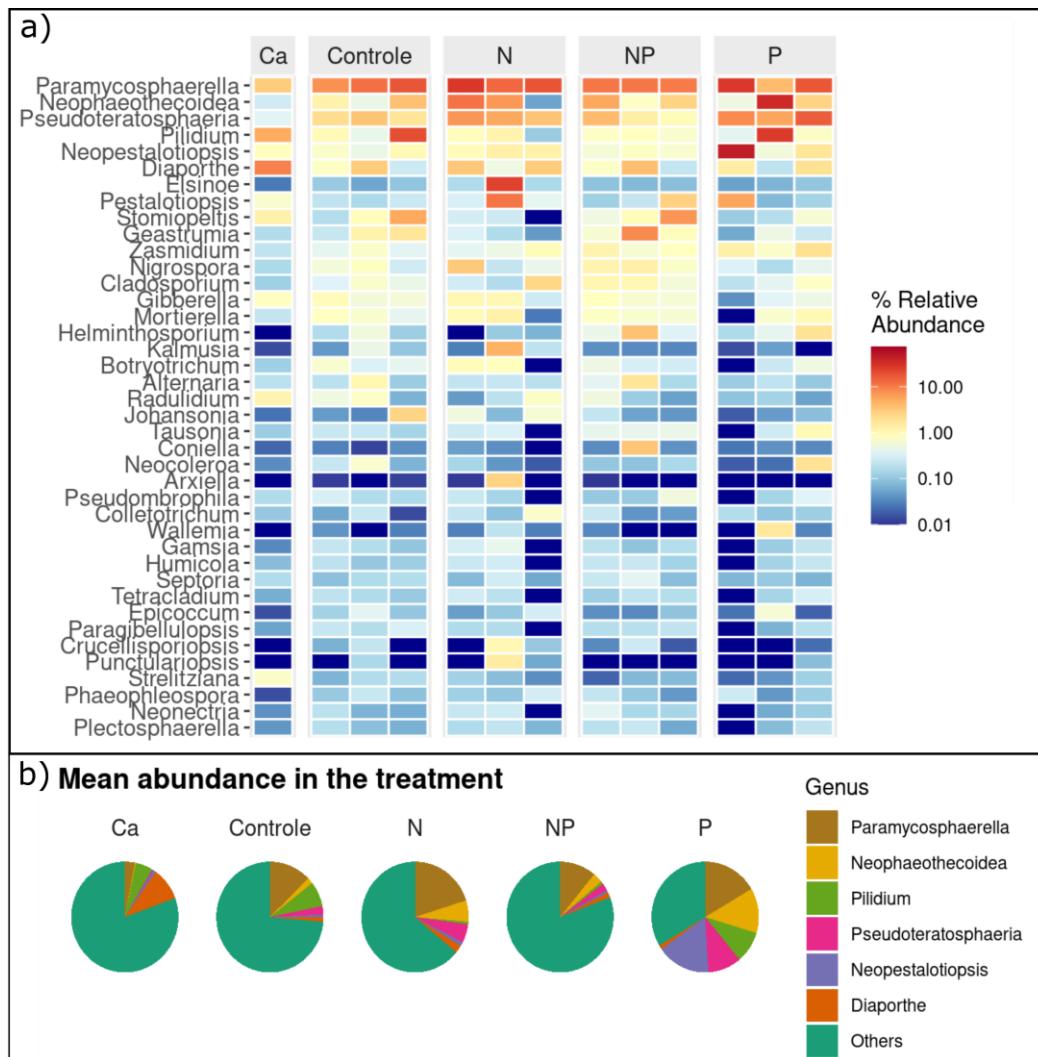 a)
Ca Controle N NP P
Paramycosphaerella
Neophaeothecoidea
Pseudoteratosphaeria
Pilidium
Neopestalotiopsis
Diaporthe
Elsinoe
Pestalotiopsis
Stomiopeltis
Geastrumia
Zasmidium
Nigrospora
Cladosporium
Gibberella
Mortierella
Helminthosporium
Kalmusia
Botryotrichum
Alternaria
Radulidium
Johansonia
Tausonia
Coniella
Neocoleroa
Arxiella
Pseudombrophila
Colletotrichum
Wallemia
Gamsia
Humicola
Septoria
Tetracladium
Epicoccum
Paragibellulopsis
Crucellisporiopsis
Punctulariopsis
Strelitziana
Phaeophleospora
Neonectria
Plectosphaerella
% Relative
Abundance
10.00
1.00
0.10
0.01
b) Mean abundance in the treatment
Ca Controle N NP P
Genus
Paramycosphaerella
Neophaeothecoidea
Pilidium
Pseudoteratosphaeria
Neopestalotiopsis
Diaporthe
Others